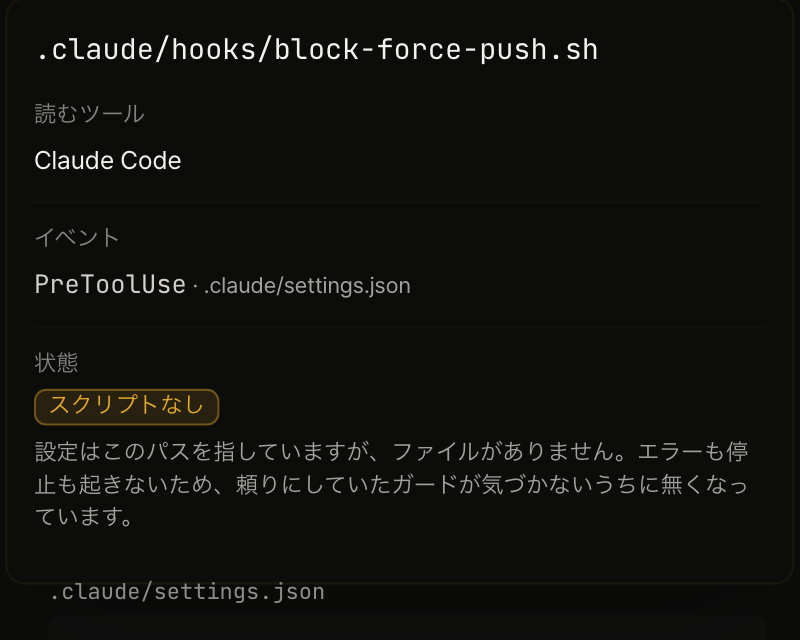 .claude/hooks/block-force-push.sh
読むツール
Claude Code
イベント
PreToolUse · .claude/settings.json
状態
スクリプトなし
設定はこのパスを指していますが、ファイルがありません。エラーも停
止も起きないため、頼りにしていたガードが気づかないうちに無くなっ
ています。
.claude/settings.json